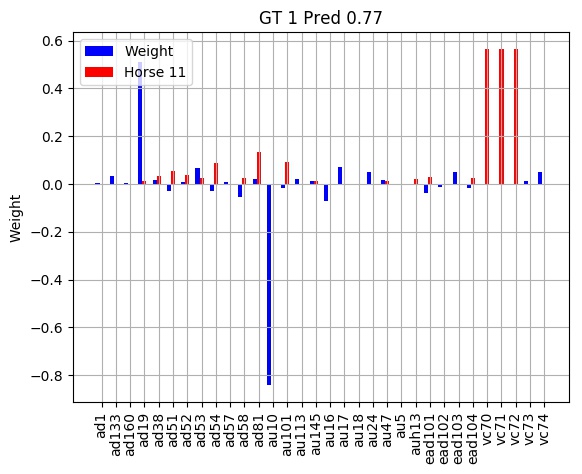 GT 1 Pred 0.77
Weight
Horse 11
Weight
0.6
0.4
0.2
0.0
−0.2
−0.4
−0.6
−0.8
ad1
ad133
ad160
ad19
ad38
ad51
ad52
ad53
ad54
ad57
ad58
ad81
au10
au101
au113
au145
au16
au17
au18
au24
au47
au5
auh13
ead101
ead102
ead103
ead104
vc70
vc71
vc72
vc73
vc74